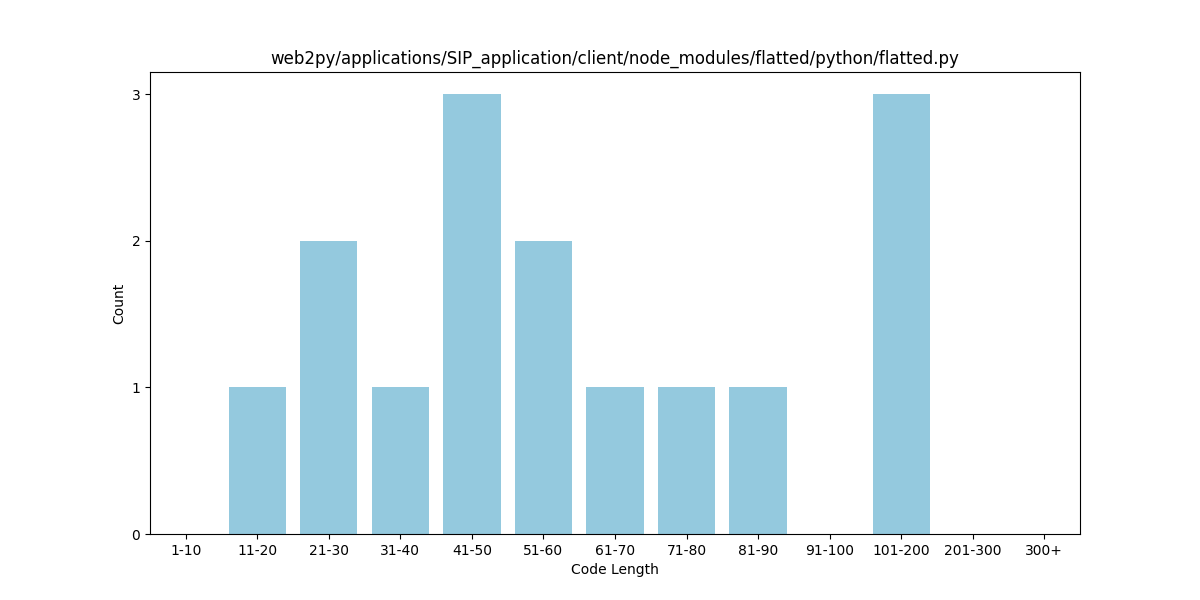 web2py/applications/SIP_application/client/node_modules/flatted/python/flatted.py
Count
3
2
1
0
1-10 11-20 21-30 31-40 41-50 51-60 61-70 71-80 81-90 91-100 101-200 201-300 300+
Code Length